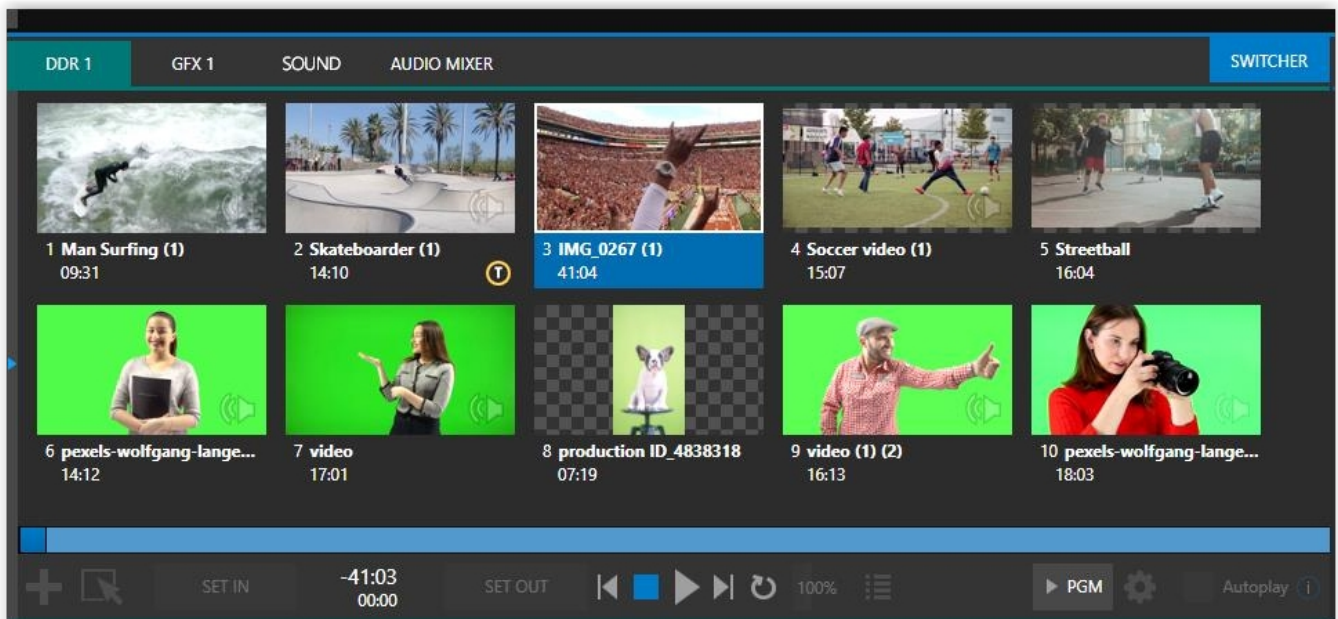 DDR 1 GFX 1 SOUND AUDIO MIXER SWITCHER
1 Man Surfing (1)
09:31
2 Skateboarder (1)
14:10
T
3 IMG_0267 (1)
41:04
4 Soccer video (1)
15:07
5 Streetball
16:04
6 pexels-wolfgang-lange...
14:12
7 video
17:01
8 production ID_4838318
07:19
9 video (1) (2)
16:13
10 pexels-wolfgang-lange...
18:03
SET IN
-41:03
00:00
SET OUT
100%
PGM
Autoplay i